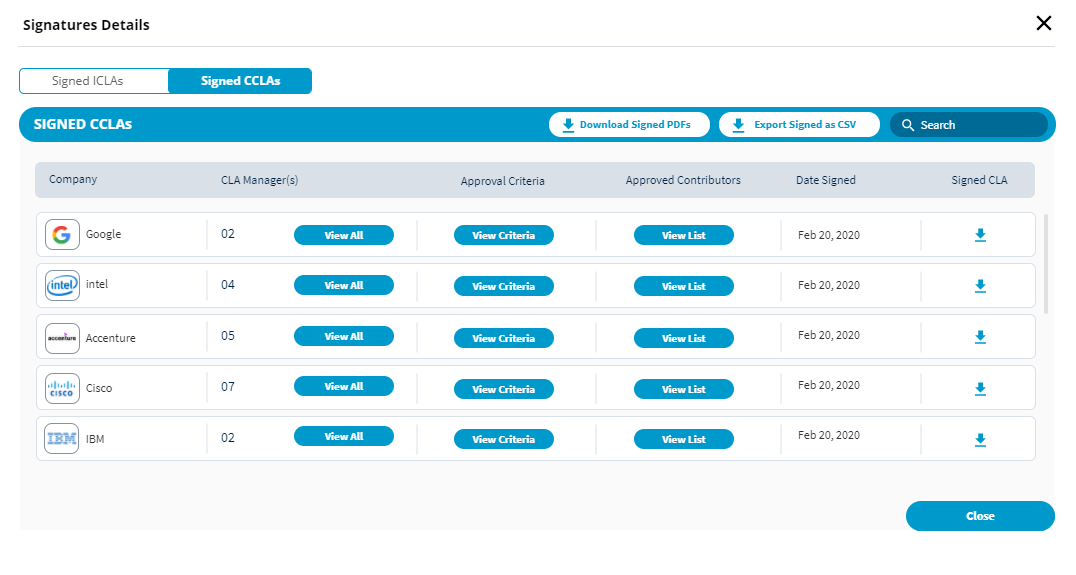 Signatures Details
Signed ICLAs Signed CCLAs
SIGNED CCLAs Download Signed PDFs Export Signed as CSV Search
Company CLA Manager(s) Approval Criteria Approved Contributors Date Signed Signed CLA
Google 02 View All View Criteria View List Feb 20, 2020
intel intel 04 View All View Criteria View List Feb 20, 2020
accenture Accenture 05 View All View Criteria View List Feb 20, 2020
CISCO Cisco 07 View All View Criteria View List Feb 20, 2020
IBM IBM 02 View All View Criteria View List Feb 20, 2020
Close